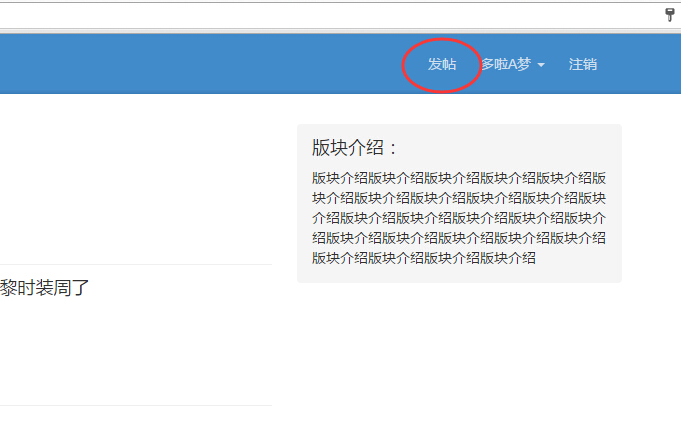 发帖 多啦A梦 注销
版块介绍：
版块介绍版块介绍版块介绍版块介绍版块介绍版
块介绍版块介绍版块介绍版块介绍版块介绍版块
介绍版块介绍版块介绍版块介绍版块介绍版块介
绍版块介绍版块介绍版块介绍版块介绍版块介绍
版块介绍版块介绍版块介绍版块介绍
黎时装周了